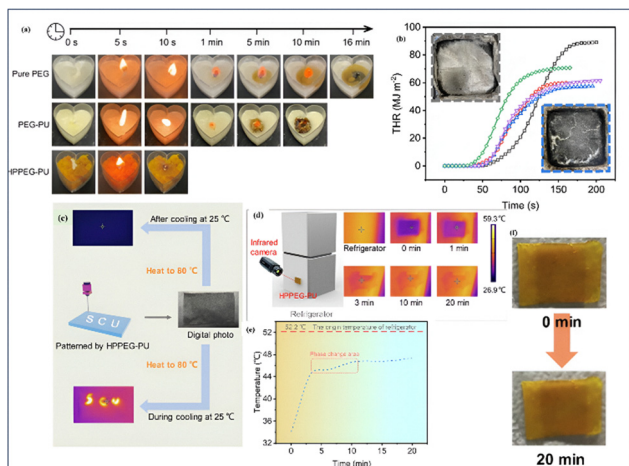 (a)
0 s 5 s 10 s 1 min 5 min 10 min 16 min
Pure PEG
PEG-PU
HPPEG-PU
(b)
THR (MJ m-2)
100
80
60
40
20
0
0 50 100 150 200
Time (s)
(c)
After cooling at 25 ℃
Heat to 80 ℃
S C U
Patterned by HPPEG-PU
Digital photo
Heat to 80 ℃
S C U
During cooling at 25 ℃
(d)
Infrared camera
HPPEG-PU
Refrigerator
Refrigerator 0 min 1 min
3 min 10 min 20 min
59.3℃
26.9℃
(e)
52.2 ℃ The origin temperature of refrigerator
Phase change area
Temperature (℃)
52
48
44
40
36
32
0 5 10 15 20
Time (min)
(f)
0 min
20 min